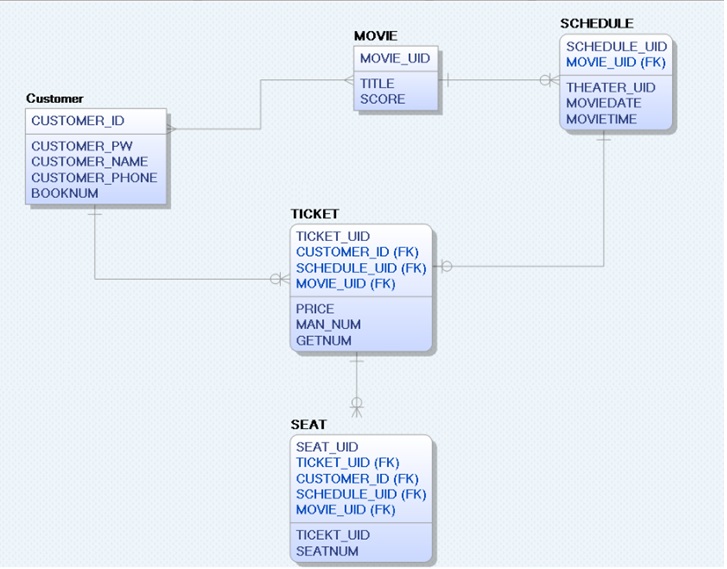 MOVIE
MOVIE_UID
TITLE
SCORE
SCHEDULE
SCHEDULE_UID
MOVIE_UID (FK)
THEATER_UID
MOVIEDATE
MOVIETIME
Customer
CUSTOMER_ID
CUSTOMER_PW
CUSTOMER_NAME
CUSTOMER_PHONE
BOOKNUM
TICKET
TICKET_UID
CUSTOMER_ID (FK)
SCHEDULE_UID (FK)
MOVIE_UID (FK)
PRICE
MAN_NUM
GETNUM
SEAT
SEAT_UID
TICKET_UID (FK)
CUSTOMER_ID (FK)
SCHEDULE_UID (FK)
MOVIE_UID (FK)
TICEKT_UID
SEATNUM